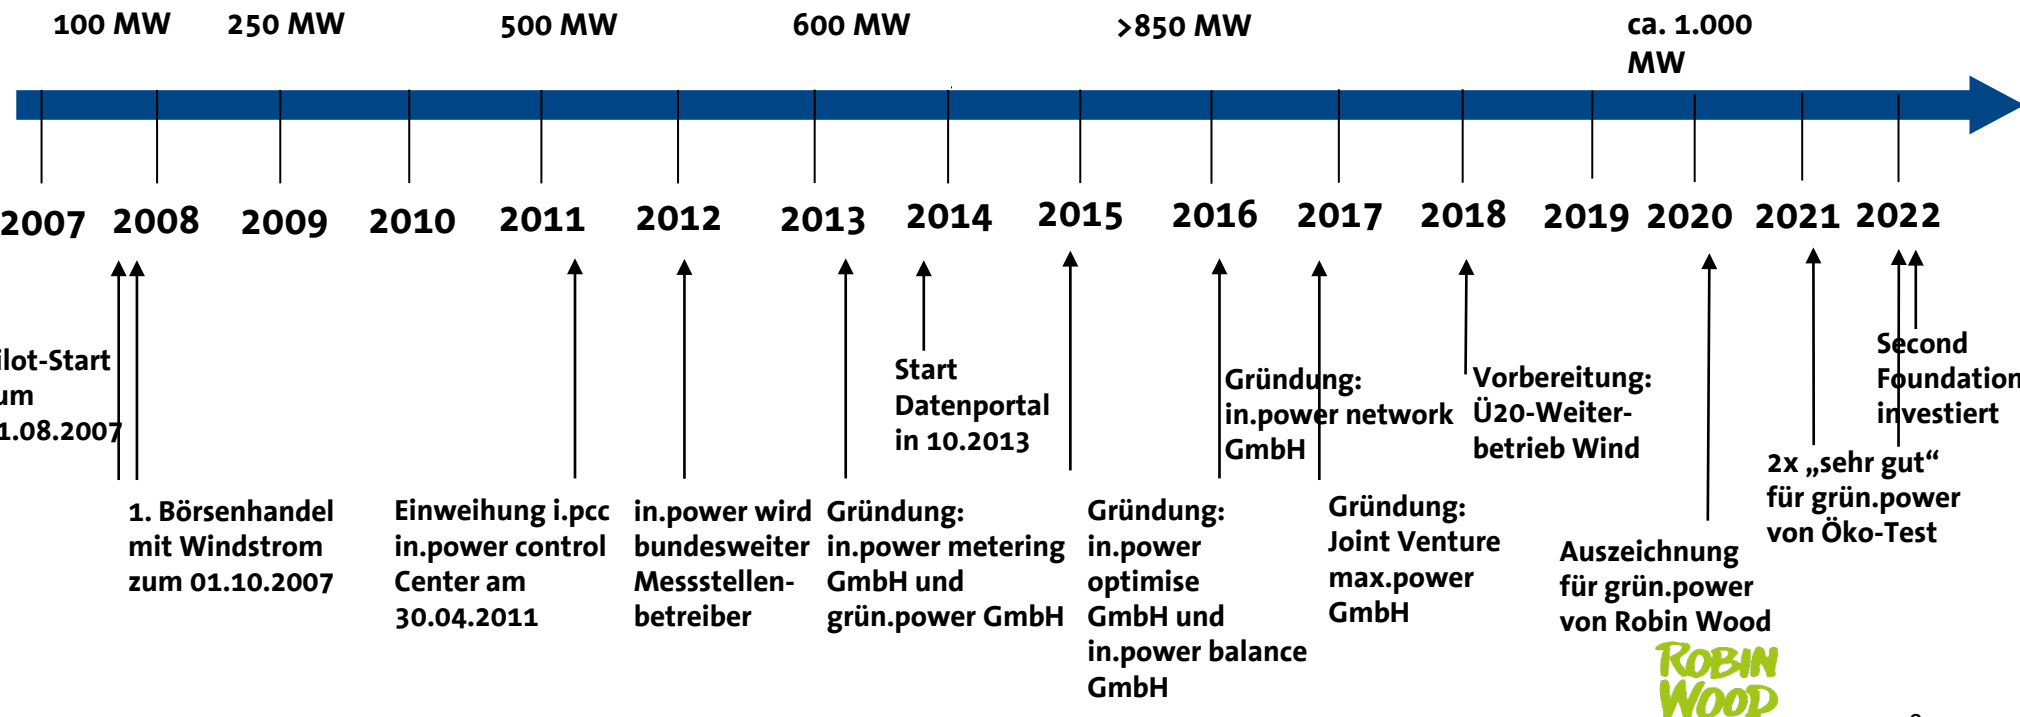 100 MW
250 MW
500 MW
600 MW
>850 MW
ca. 1.000
MW
2007
2008
2009
2010
2011
2012
2013
2014
2015
2016
2017
2018
2019
2020
2021
2022
ilot-Start
um
1.08.2007
1. Börsenhandel
mit Windstrom
zum 01.10.2007
Einweihung i.pcc
in.power control
Center am
30.04.2011
in.power wird
bundesweiter
Messstellen-
betreiber
Gründung:
in.power metering
GmbH und
grün.power GmbH
Start
Datenportal
in 10.2013
Gründung:
in.power
optimise
GmbH und
in.power balance
GmbH
Gründung:
in.power network
GmbH
Gründung:
Joint Venture
max.power
GmbH
Vorbereitung:
Ü20-Weiter-
betrieb Wind
Auszeichnung
für grün.power
von Robin Wood
ROBIN
WOOD
2x „sehr gut“
für grün.power
von Öko-Test
Second
Foundation
investiert